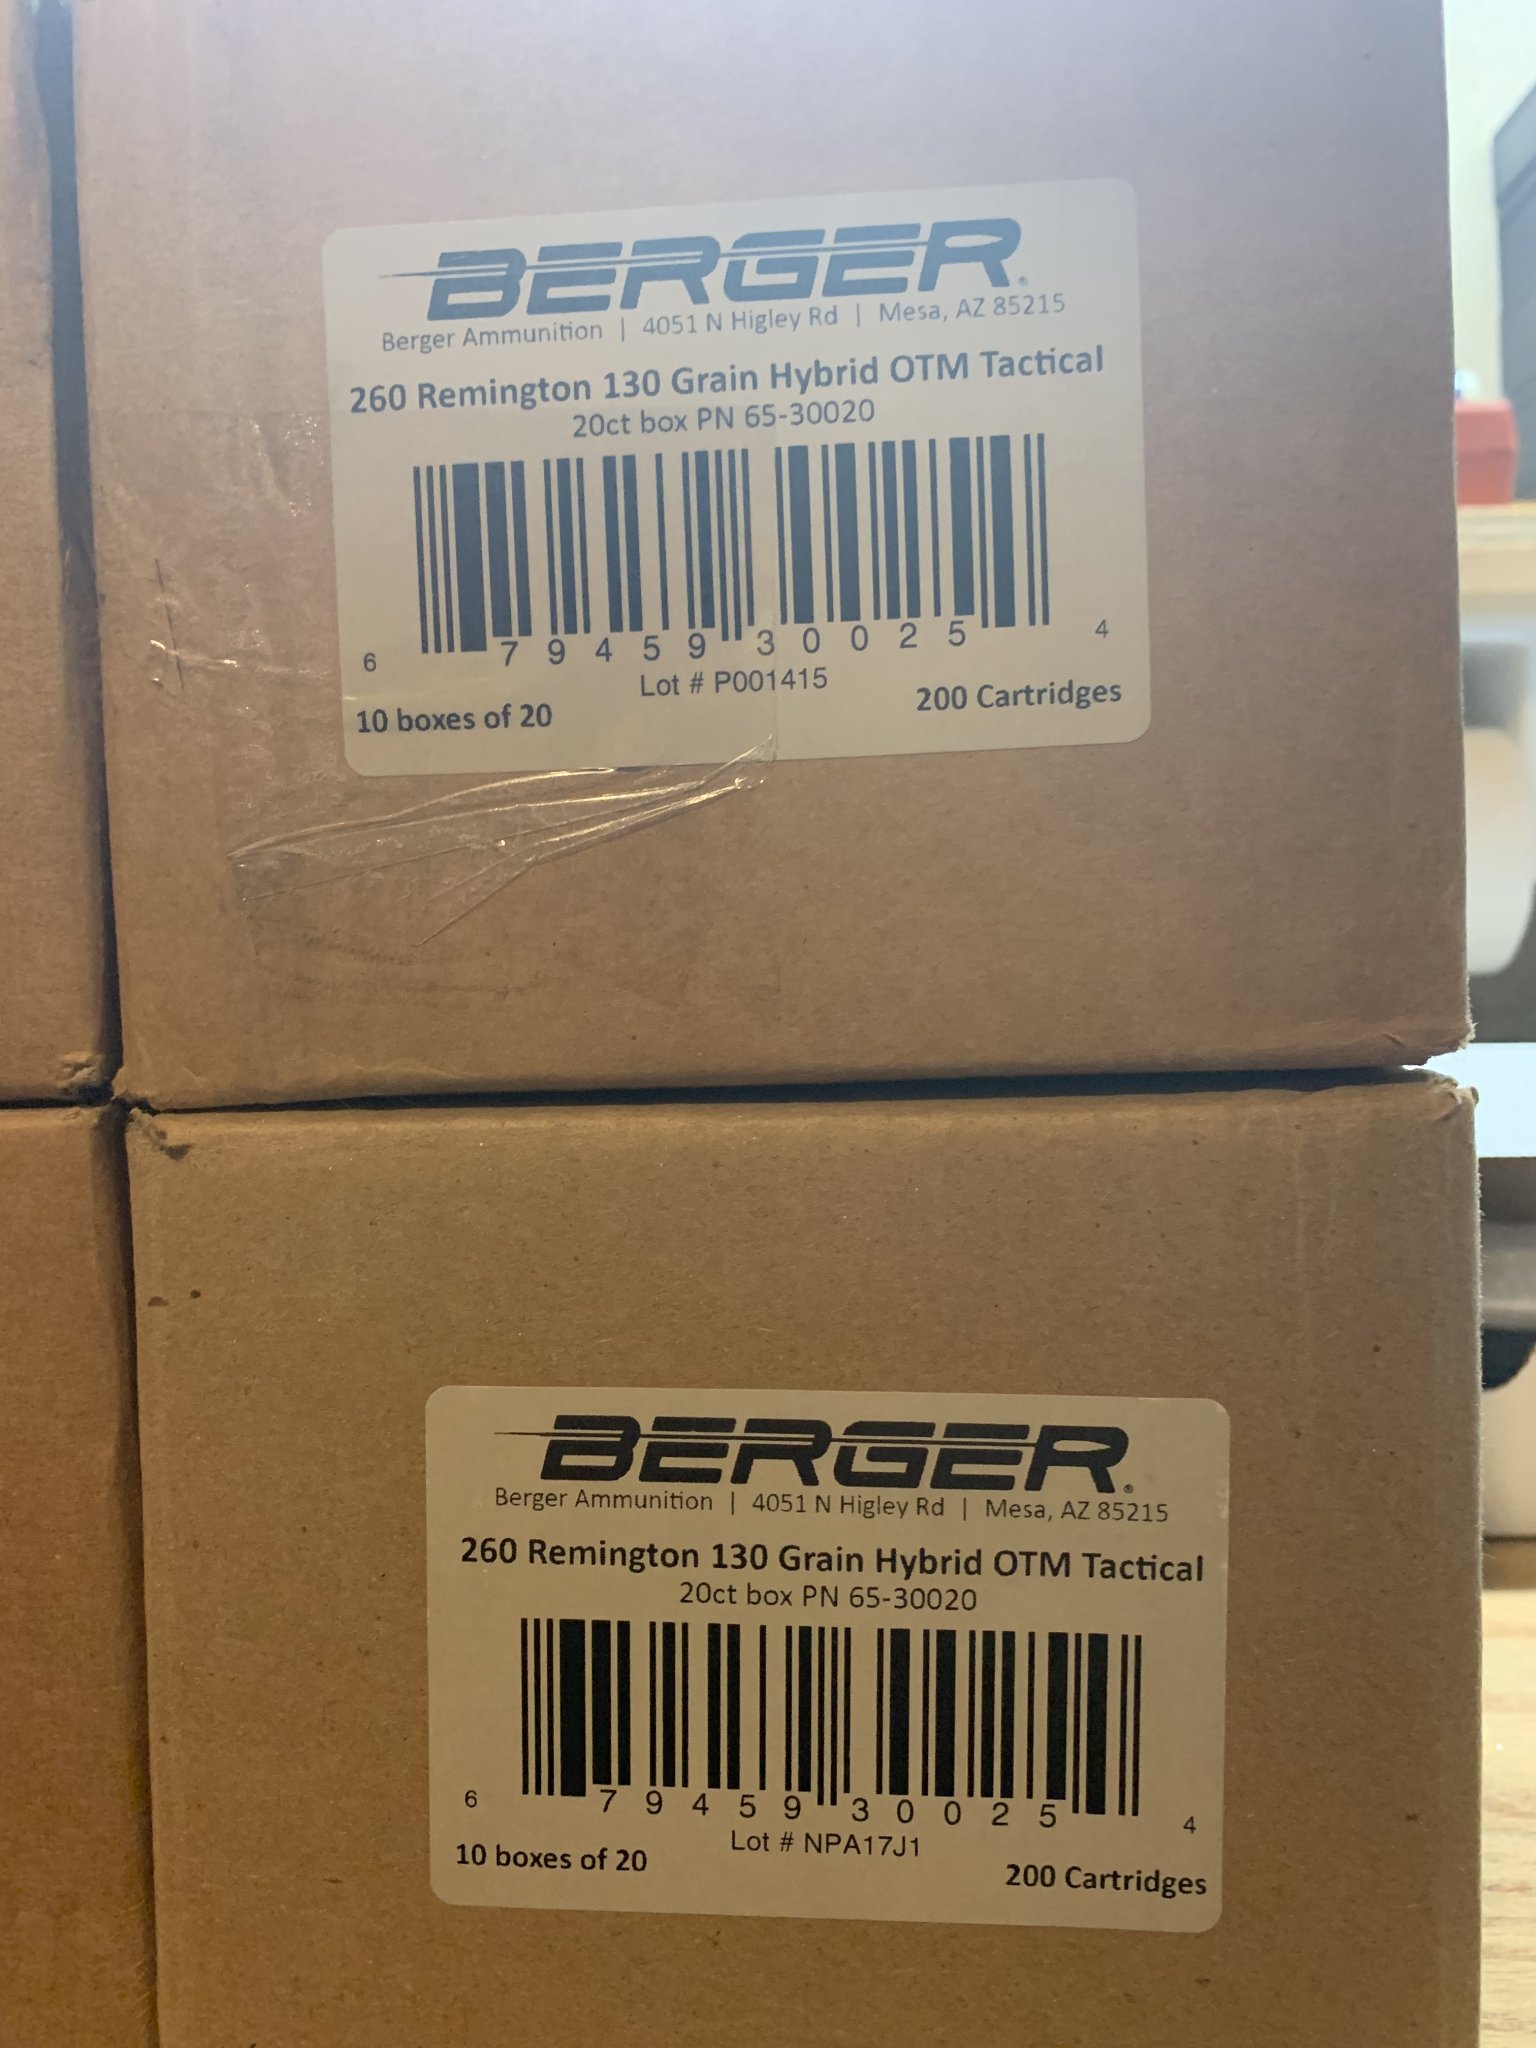 BERGER®
Berger Ammunition | 4051 N Higley Rd | Mesa, AZ 85215
260 Remington 130 Grain Hybrid OTM Tactical
20ct box PN 65-30020
6 79459 30025 4
Lot # P001415
10 boxes of 20 200 Cartridges
BERGER®
Berger Ammunition | 4051 N Higley Rd | Mesa, AZ 85215
260 Remington 130 Grain Hybrid OTM Tactical
20ct box PN 65-30020
6 79459 30025 4
Lot # NPA17J1
10 boxes of 20 200 Cartridges